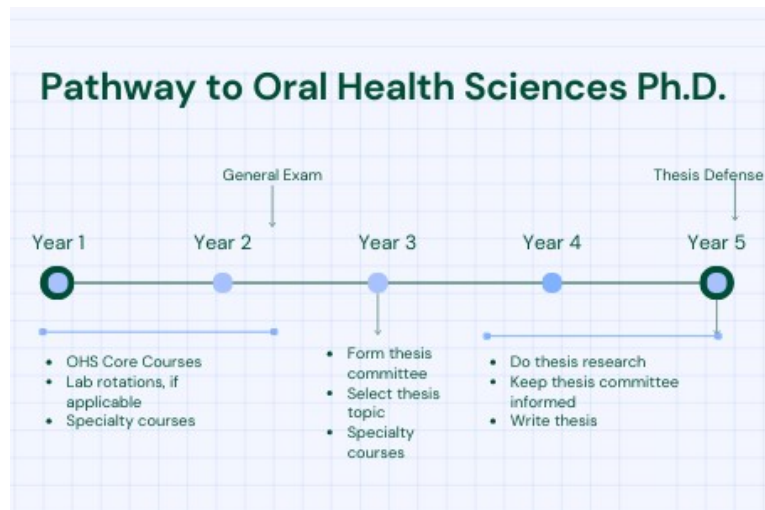 Pathway to Oral Health Sciences Ph.D.
General Exam
Thesis Defense
Year 1
Year 2
Year 3
Year 4
Year 5
• OHS Core Courses
• Lab rotations, if
applicable
• Specialty courses
• Form thesis
committee
• Select thesis
topic
• Specialty
courses
• Do thesis research
• Keep thesis committee
informed
• Write thesis